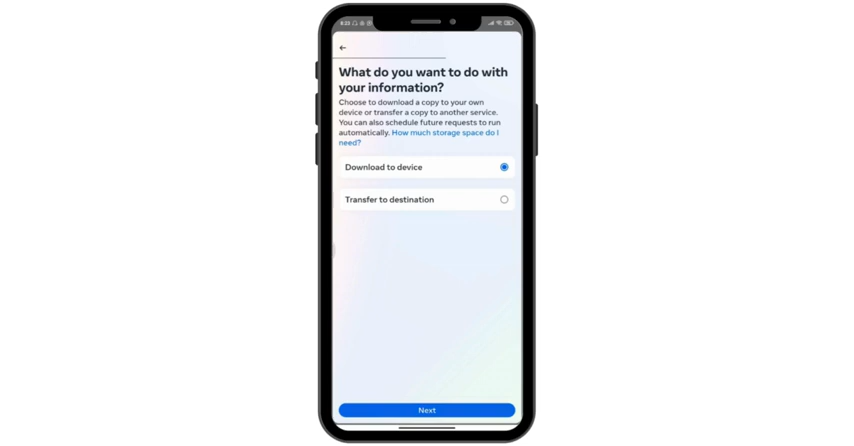 8:23
What do you want to do with
your information?
Choose to download a copy to your own
device or transfer a copy to another service.
You can also schedule future requests to run
automatically. How much storage space do I
need?
Download to device
Transfer to destination
Next